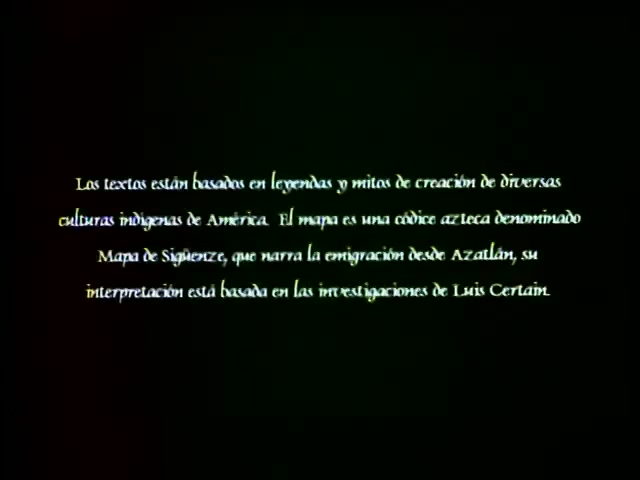 Los textos están basados en leyendas y mitos de creación de diversas
culturas indigenas de América. El mapa es una códice azteca denominado
Mapa de Sigüenze, que narra la emigración desde Azatlán, su
interpretación está basada en las investigaciones de Luis Certain.